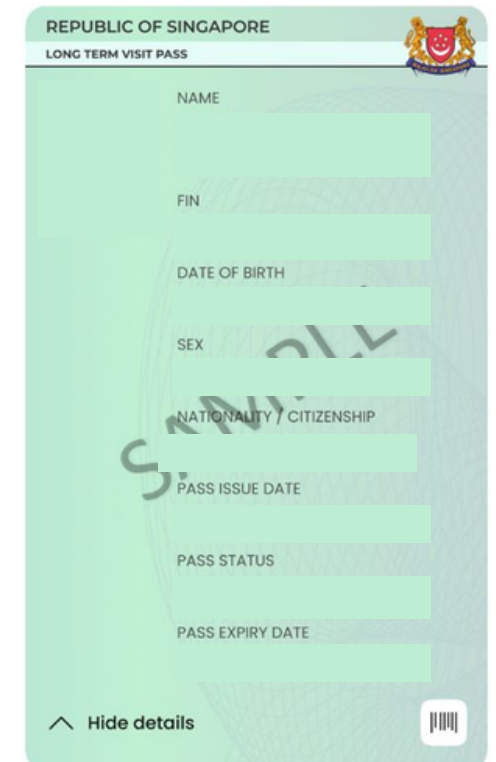 REPUBLIC OF SINGAPORE
LONG TERM VISIT PASS
NAME
FIN
DATE OF BIRTH
SEX
SAMPLE
NATIONALITY / CITIZENSHIP
PASS ISSUE DATE
PASS STATUS
PASS EXPIRY DATE
Hide details